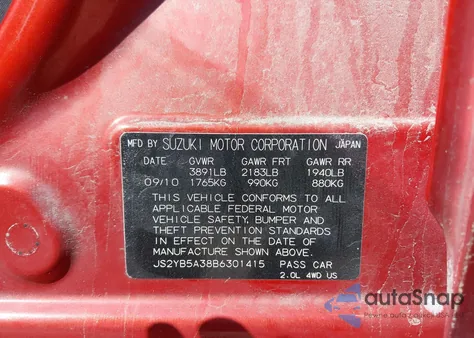 MFD BY SUZUKI MOTOR CORPORATION JAPAN
DATE GVWR GAWR FRT GAWR RR
3891LB 2183LB 1940LB
09/10 1765KG 990KG 880KG
THIS VEHICLE CONFORMS TO ALL
APPLICABLE FEDERAL MOTOR
VEHICLE SAFETY, BUMPER AND
THEFT PREVENTION STANDARDS
IN EFFECT ON THE DATE OF
MANUFACTURE SHOWN ABOVE.
JS2YB5A38B6301415 PASS CAR
2.0L 4WD US
autoSnap